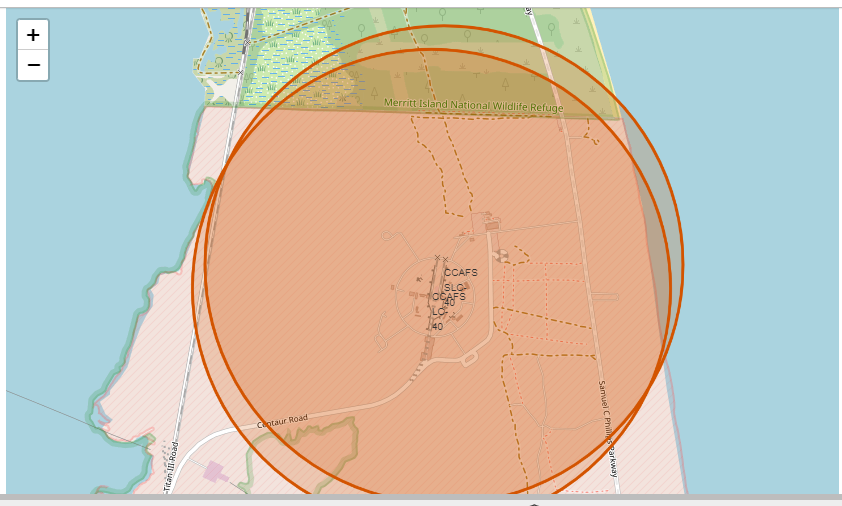 +
−
Merritt Island National Wildlife Refuge
CCAFS
SLC-
40
CCAFS
LC-
40
Centaur Road
Titan III Road
Samuel C Phillips Parkway